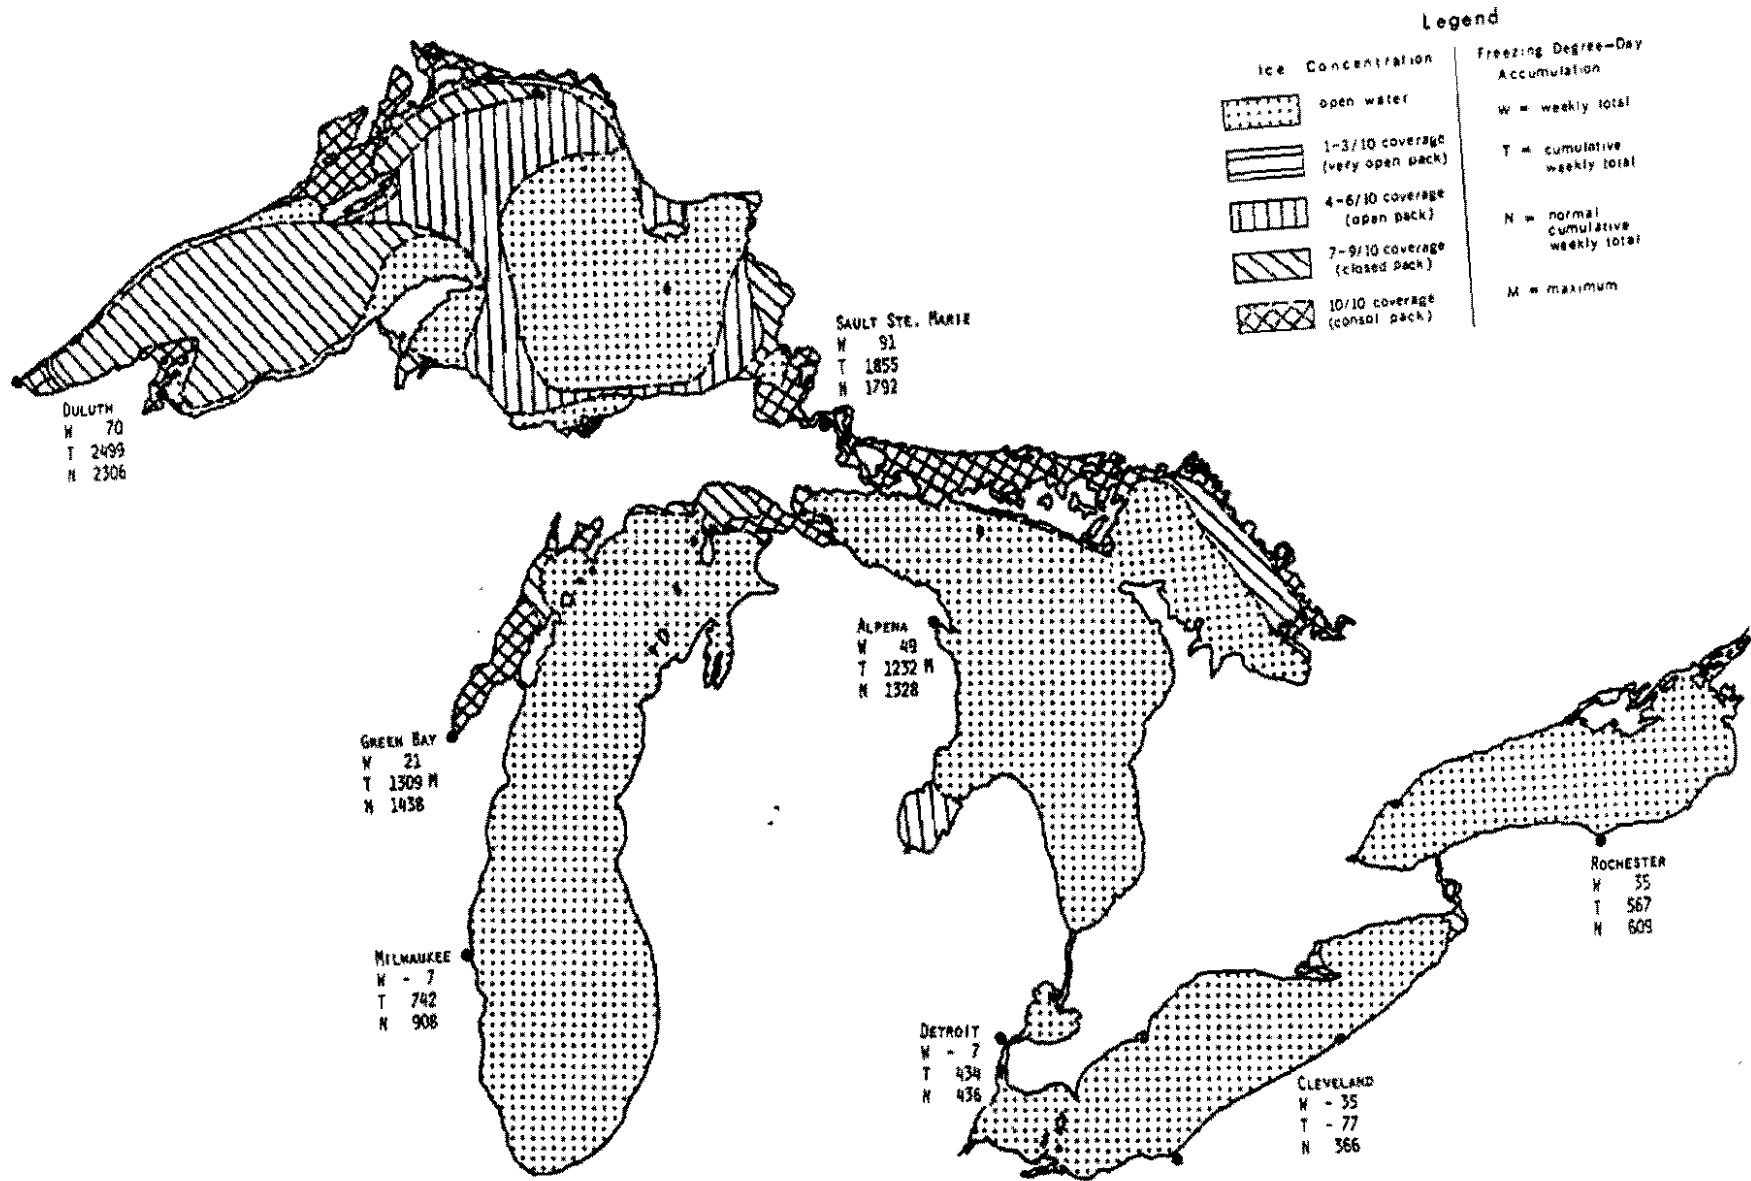 Legend
Ice Concentration
open water
1-3/10 coverage
(very open pack)
4-6/10 coverage
(open pack)
7-9/10 coverage
(closed pack)
10/10 coverage
(consol pack)
Freezing Degree-Day
Accumulation
W = weekly total
T = cumulative
weekly total
N = normal
cumulative
weekly total
M = maximum
SAULT STE. MARIE
W 91
T 1855
N 1792
DULUTH
W 70
T 2499
N 2306
ALPENA
W 49
T 1232 M
N 1328
GREEN BAY
W 21
T 1309 M
N 1438
ROCHESTER
W 35
T 567
N 609
MILWAUKEE
W - 7
T 742
N 908
DETROIT
W - 7
T 434
N 436
CLEVELAND
W - 35
T - 77
N 366